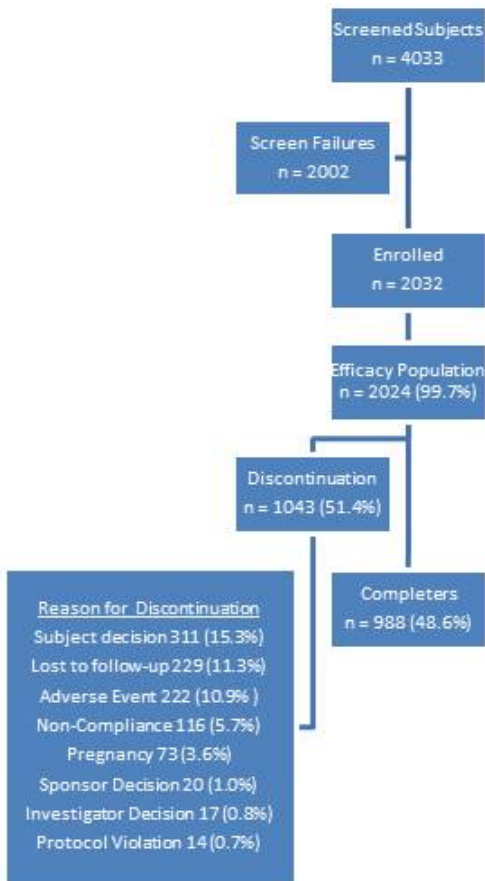 Screened Subjects
n = 4033
Screen Failures
n = 2002
Enrolled
n = 2032
Efficacy Population
n = 2024 (99.7%)
Discontinuation
n = 1043 (51.4%)
Completers
n = 988 (48.6%)
Reason for Discontinuation
Subject decision 311 (15.3%)
Lost to follow-up 229 (11.3%)
Adverse Event 222 (10.9% )
Non-Compliance 116 (5.7%)
Pregnancy 73 (3.6%)
Sponsor Decision 20 (1.0%)
Investigator Decision 17 (0.8%)
Protocol Violation 14 (0.7%)